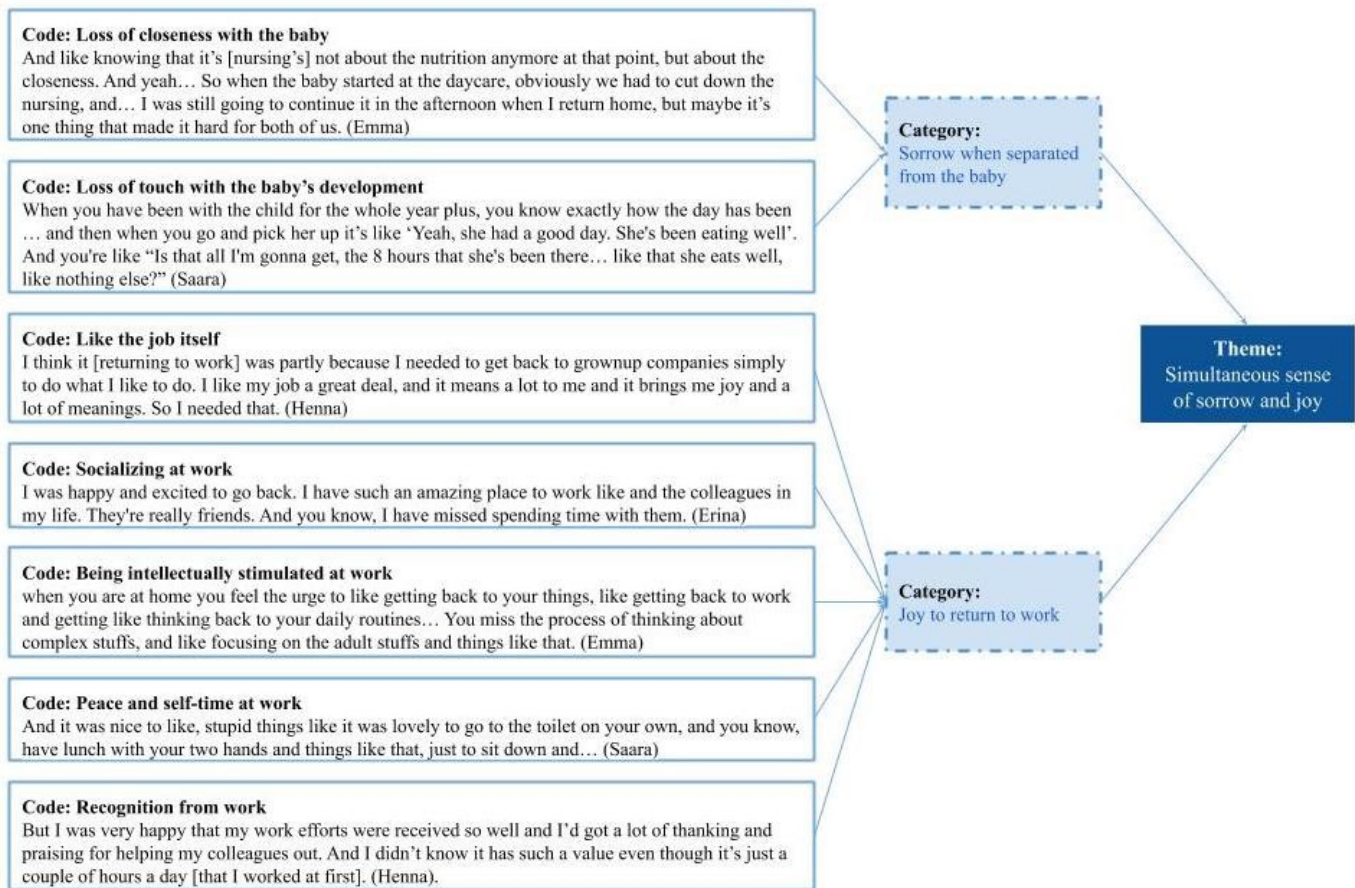 Code: Loss of closeness with the baby
And like knowing that it’s [nursing’s] not about the nutrition anymore at that point, but about the
closeness. And yeah… So when the baby started at the daycare, obviously we had to cut down the
nursing, and… I was still going to continue it in the afternoon when I return home, but maybe it’s
one thing that made it hard for both of us. (Emma)
Code: Loss of touch with the baby’s development
When you have been with the child for the whole year plus, you know exactly how the day has been
… and then when you go and pick her up it’s like ‘Yeah, she had a good day. She's been eating well’.
And you're like “Is that all I'm gonna get, the 8 hours that she's been there… like that she eats well,
like nothing else?” (Saara)
Code: Like the job itself
I think it [returning to work] was partly because I needed to get back to grownup companies simply
to do what I like to do. I like my job a great deal, and it means a lot to me and it brings me joy and a
lot of meanings. So I needed that. (Henna)
Code: Socializing at work
I was happy and excited to go back. I have such an amazing place to work like and the colleagues in
my life. They're really friends. And you know, I have missed spending time with them. (Erina)
Code: Being intellectually stimulated at work
when you are at home you feel the urge to like getting back to your things, like getting back to work
and getting like thinking back to your daily routines… You miss the process of thinking about
complex stuffs, and like focusing on the adult stuffs and things like that. (Emma)
Code: Peace and self-time at work
And it was nice to like, stupid things like it was lovely to go to the toilet on your own, and you know,
have lunch with your two hands and things like that, just to sit down and… (Saara)
Code: Recognition from work
But I was very happy that my work efforts were received so well and I’d got a lot of thanking and
praising for helping my colleagues out. And I didn’t know it has such a value even though it’s just a
couple of hours a day [that I worked at first]. (Henna).
Category:
Sorrow when separated
from the baby
Category:
Joy to return to work
Theme:
Simultaneous sense
of sorrow and joy